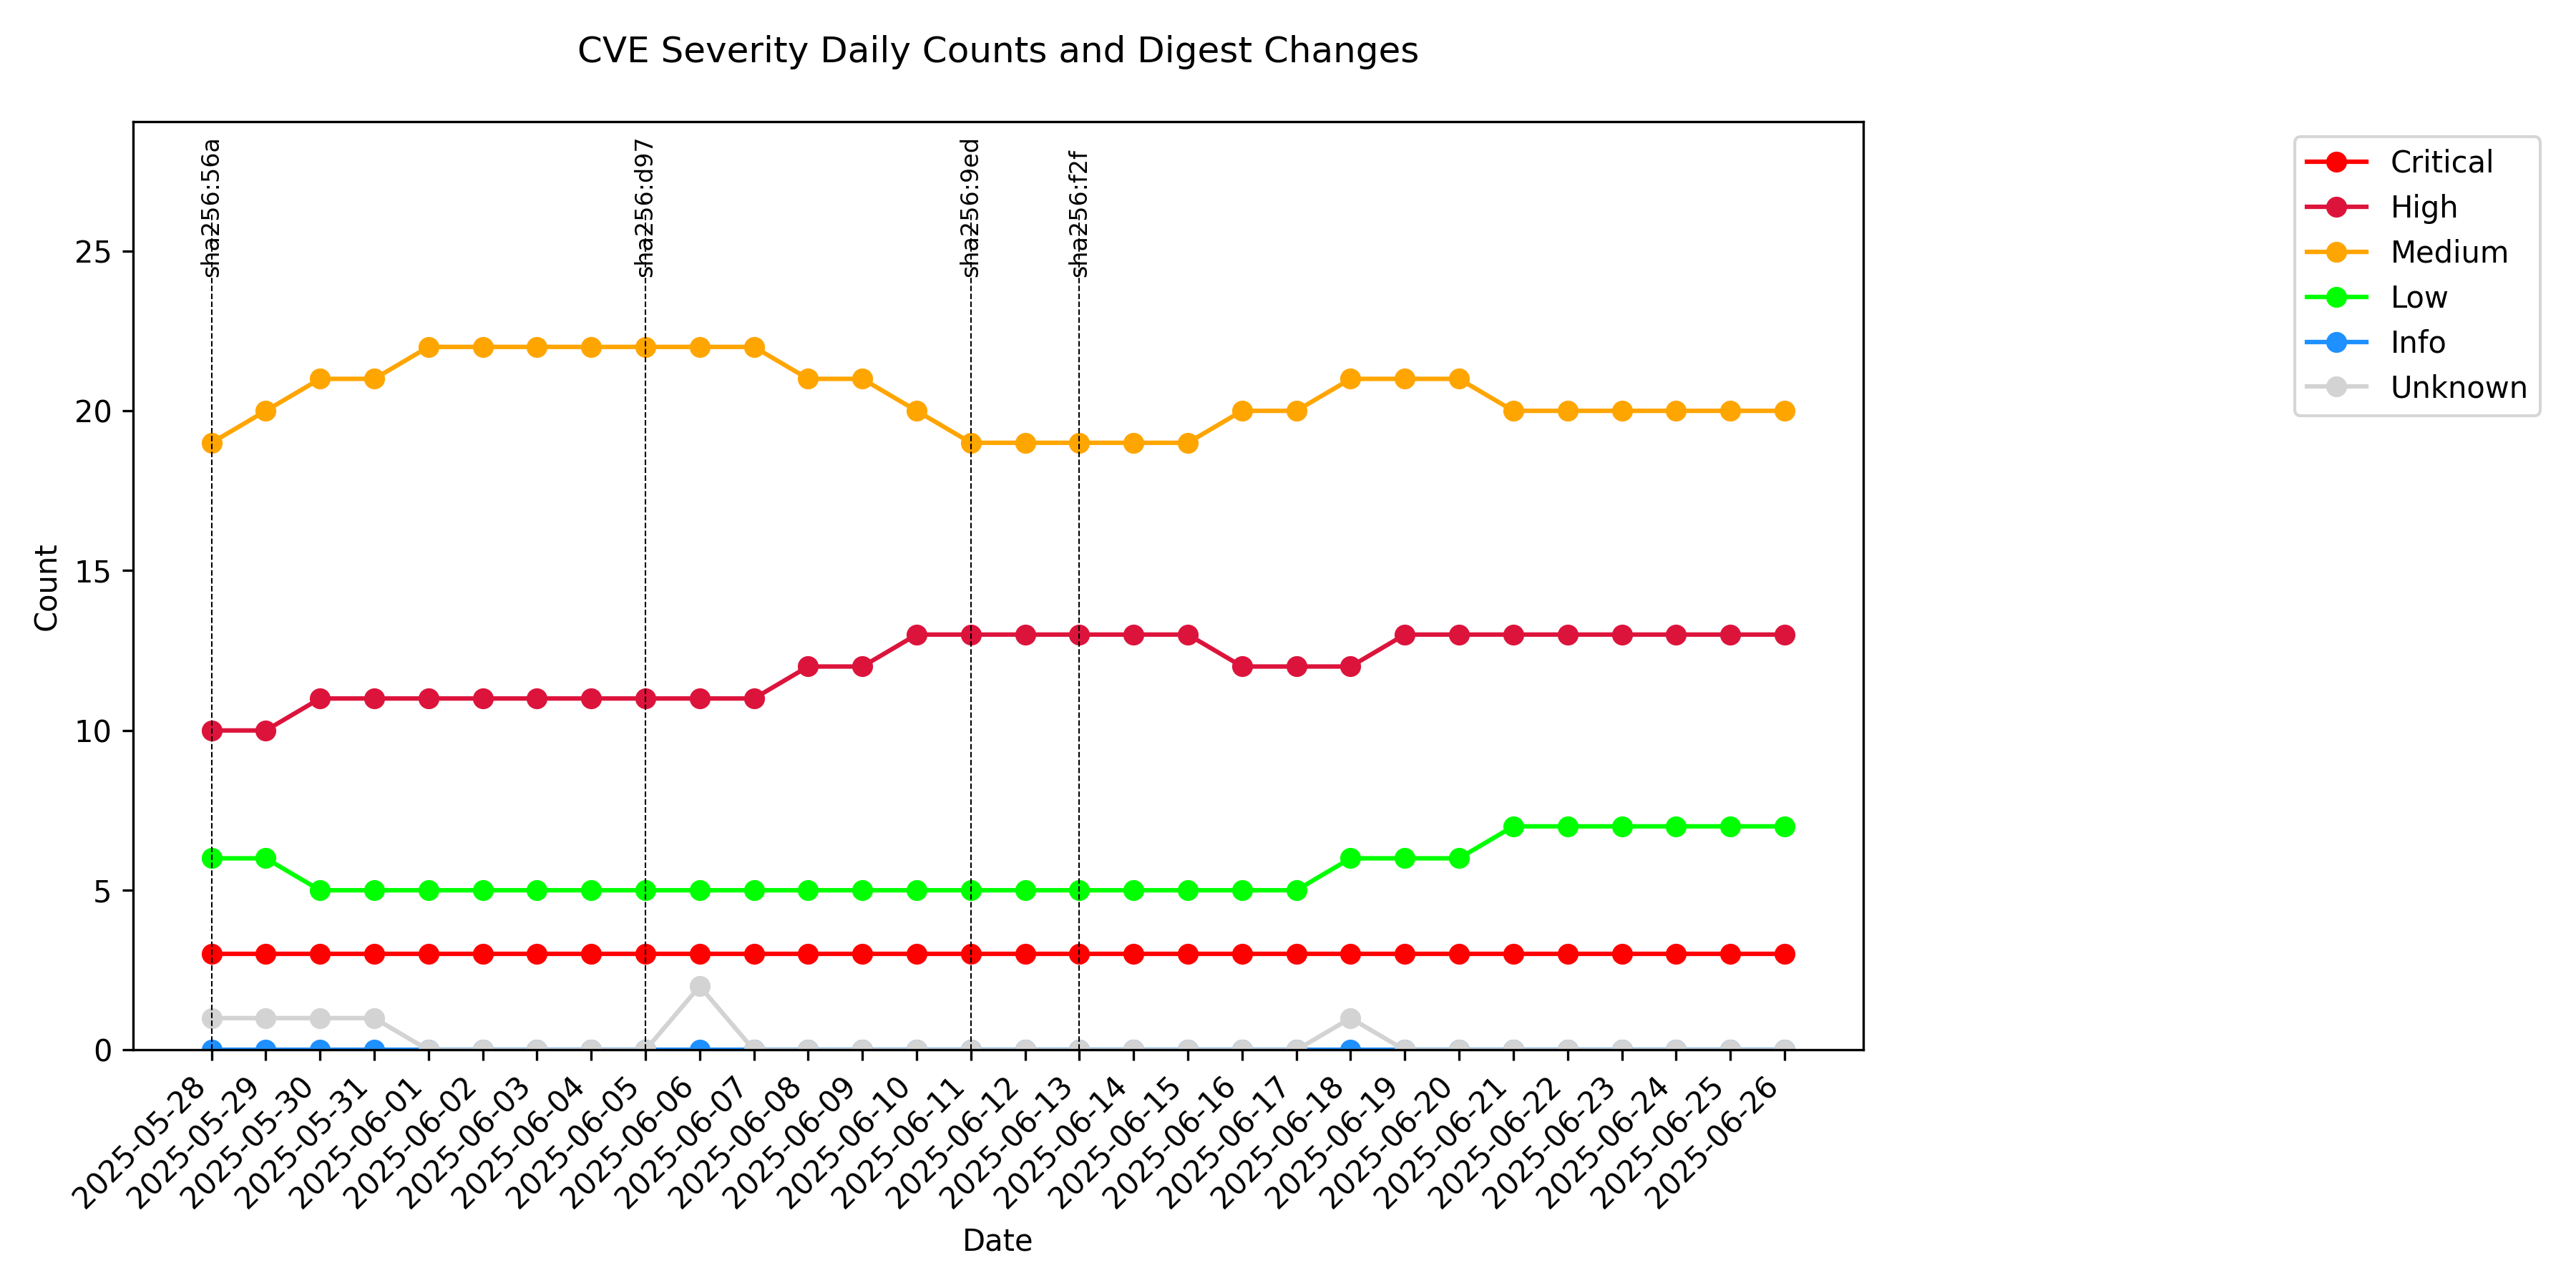 CVE Severity Daily Counts and Digest Changes
sha256:56a
sha256:d97
sha256:9ed
sha256:f2f
Critical
High
Medium
Low
Info
Unknown
Count
25
20
15
10
5
0
2025-05-28
2025-05-29
2025-05-30
2025-05-31
2025-06-01
2025-06-02
2025-06-03
2025-06-04
2025-06-05
2025-06-06
2025-06-07
2025-06-08
2025-06-09
2025-06-10
2025-06-11
2025-06-12
2025-06-13
2025-06-14
2025-06-15
2025-06-16
2025-06-17
2025-06-18
2025-06-19
2025-06-20
2025-06-21
2025-06-22
2025-06-23
2025-06-24
2025-06-25
2025-06-26
Date